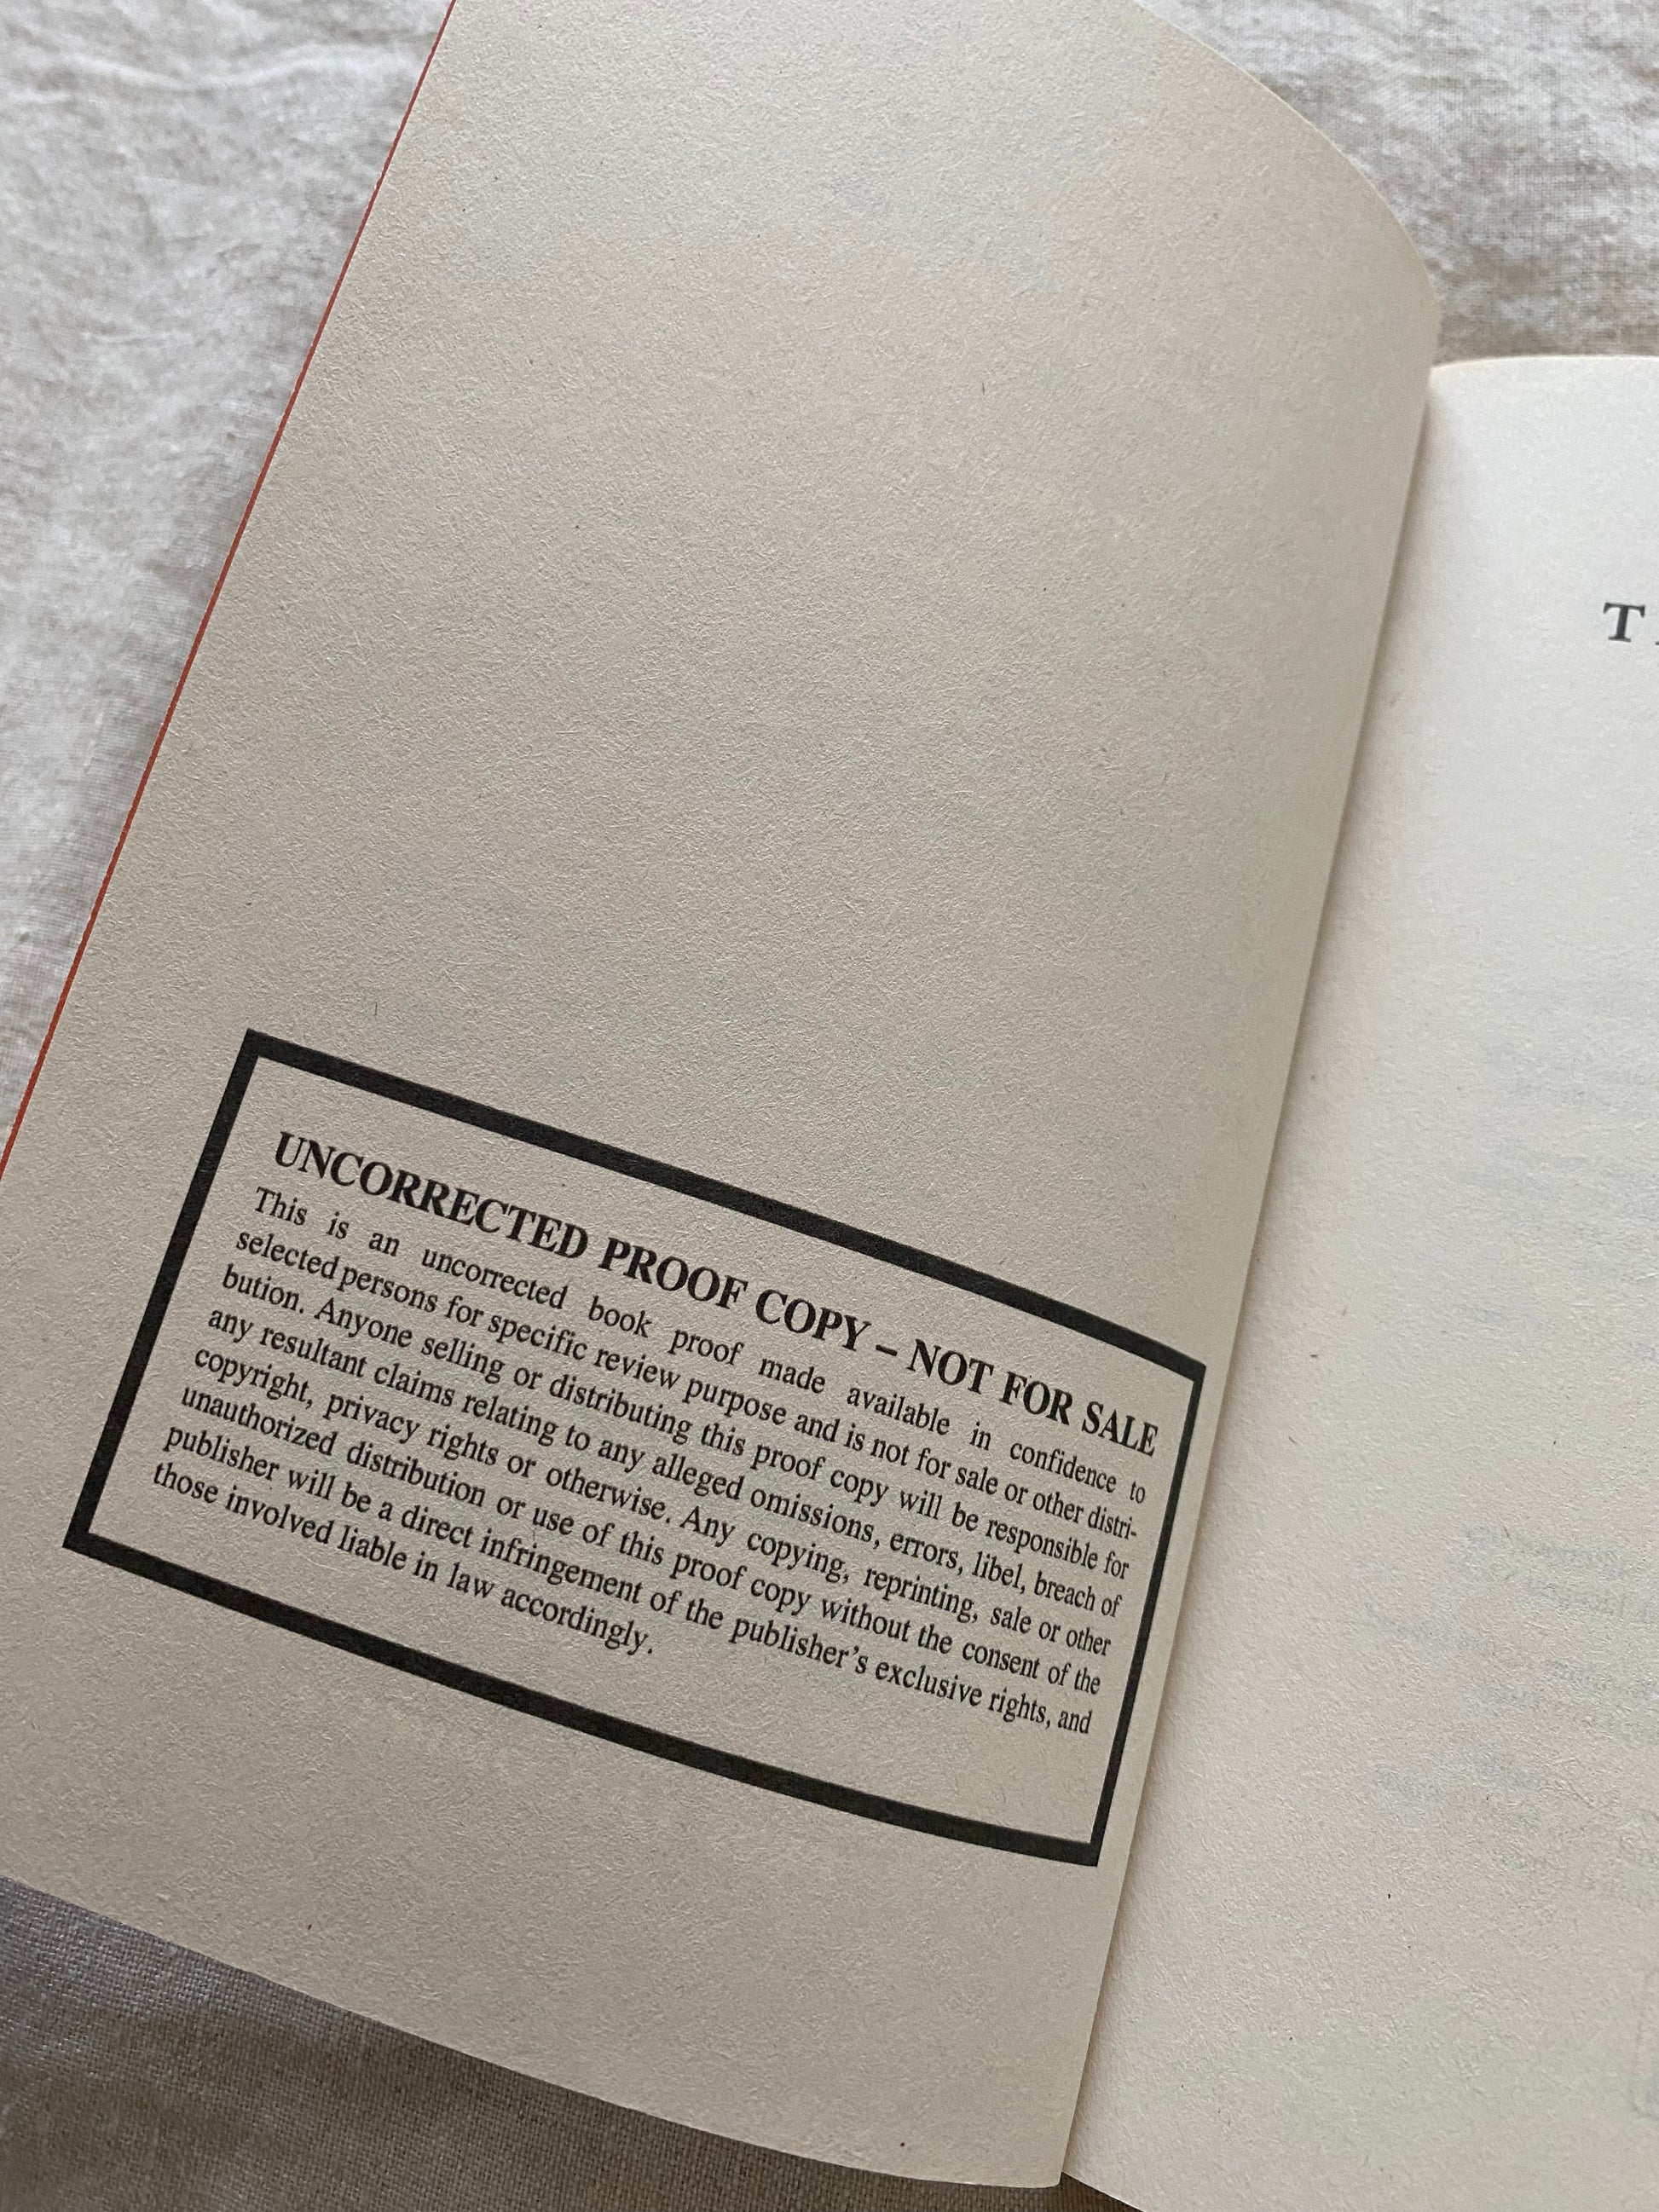 UNCORRECTED PROOF COPY – NOT FOR SALE
This is an uncorrected book proof made available in confidence to
selected persons for specific review purpose and is not for sale or other distri-
bution. Anyone selling or distributing this proof copy will be responsible for
any resultant claims relating to any alleged omissions, errors, libel, breach of
copyright, privacy rights or otherwise. Any copying, reprinting, sale or other
unauthorized distribution or use of this proof copy without the consent of the
publisher will be a direct infringement of the publisher’s exclusive rights, and
those involved liable in law accordingly.
T